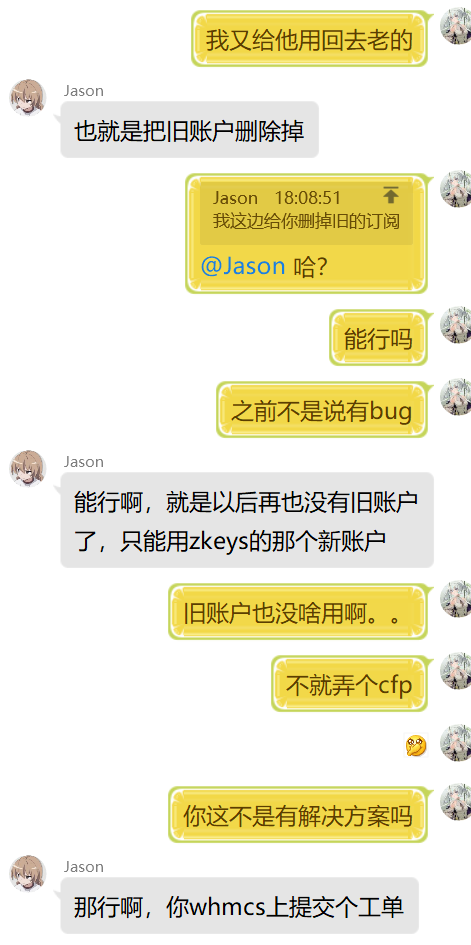 我又给他用回去老的
Jason
也就是把旧账户删除掉
Jason 18:08:51
我这边给你删掉旧的订阅
@Jason 哈?
能行吗
之前不是说有bug
Jason
能行啊，就是以后再也没有旧账户
了，只能用zkeys的那个新账户
旧账户也没啥用啊。。
不就弄个cfp
你这不是有解决方案吗
Jason
那行啊，你whmcs上提交个工单